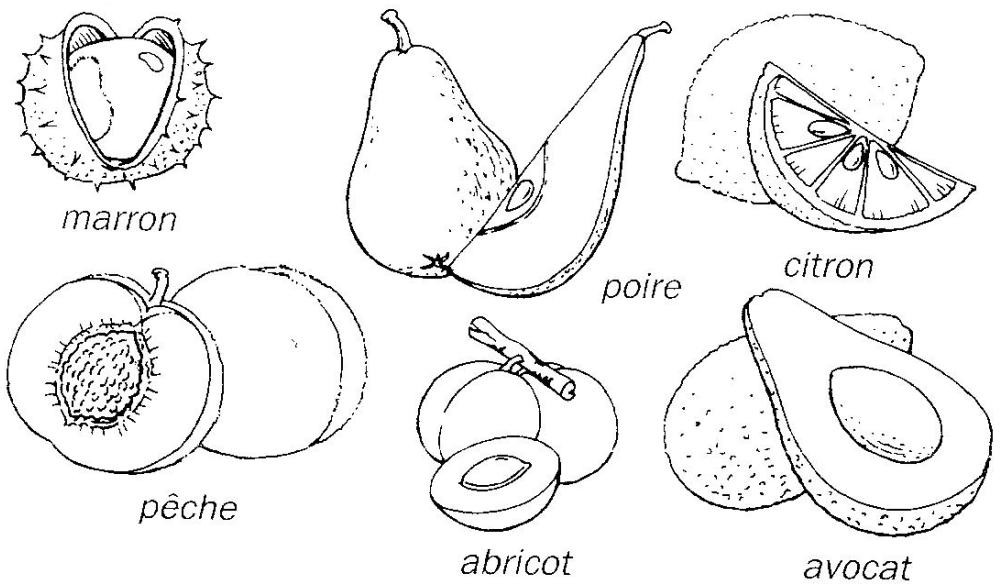 marron
poire
citron
pêche
abricot
avocat